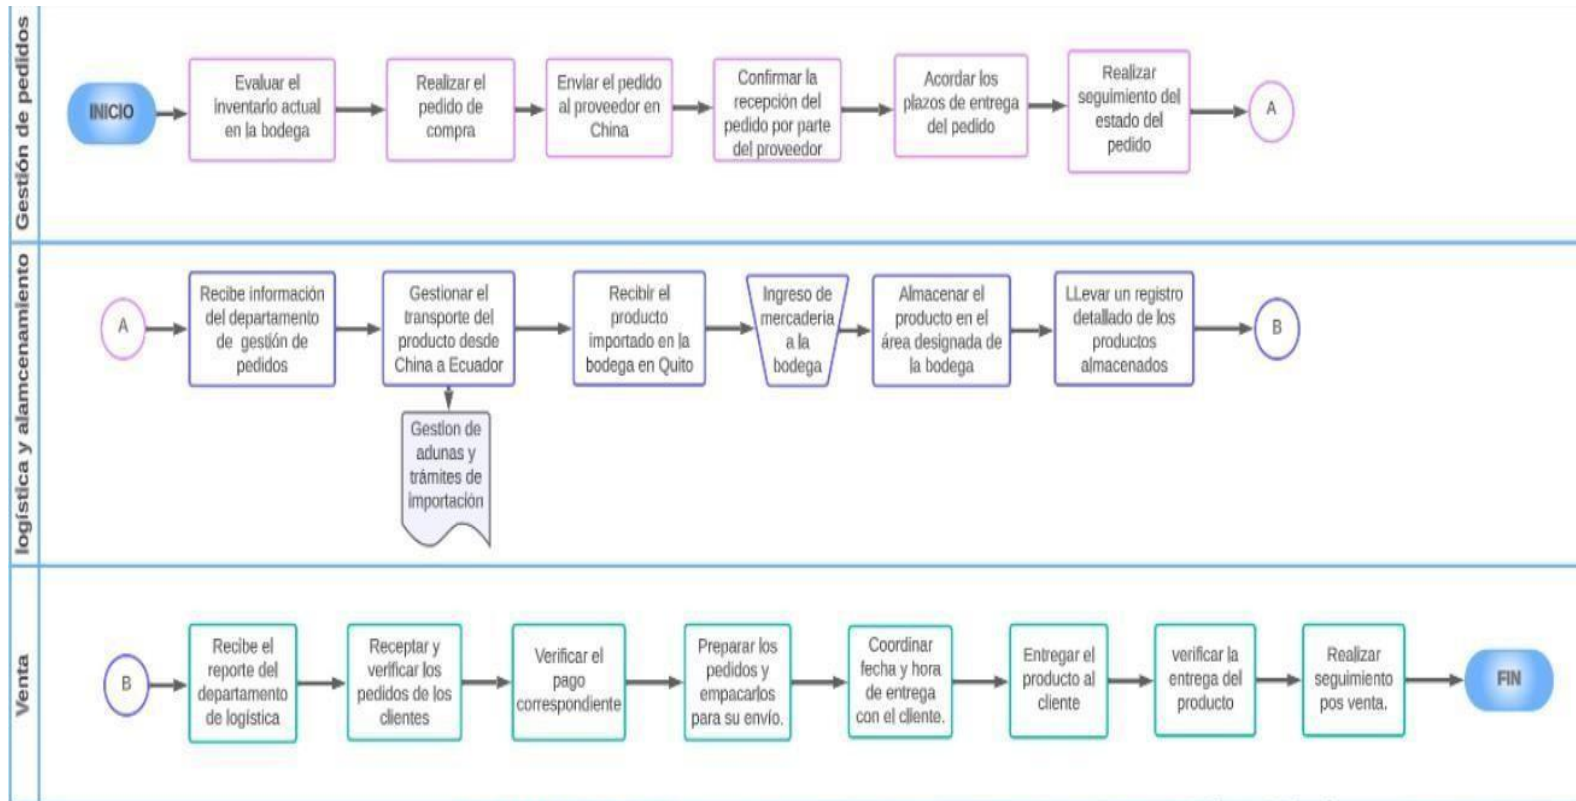 Gestión de pedidos
INICIO
Evaluar el
inventario actual
en la bodega
Realizar el
pedido de
compra
Enviar el pedido
al proveedor en
China
Confirmar la
recepción del
pedido por parte
del proveedor
Acordar los
plazos de entrega
del pedido
Realizar
seguimiento del
estado del
pedido
A
logística y alamcenamiento
A
Recibe información
del departamento
de gestión de
pedidos
Gestionar el
transporte del
producto desde
China a Ecuador
Gestion de
adunas y
trámites de
importación
Recibir el
producto
importado en la
bodega en Quito
Ingreso de
mercadería
a la
bodega
Almacenar el
producto en el
área designada de
la bodega
LLevar un registro
detallado de los
productos
almacenados
B
Venta
B
Recibe el
reporte del
departamento
de logística
Receptar y
verificar los
pedidos de los
clientes
Verificar el
pago
correspondiente
Preparar los
pedidos y
empacarlos
para su envío.
Coordinar
fecha y hora
de entrega
con el cliente.
Entregar el
producto al
cliente
verificar la
entrega del
producto
Realizar
seguimiento
pos venta.
FIN